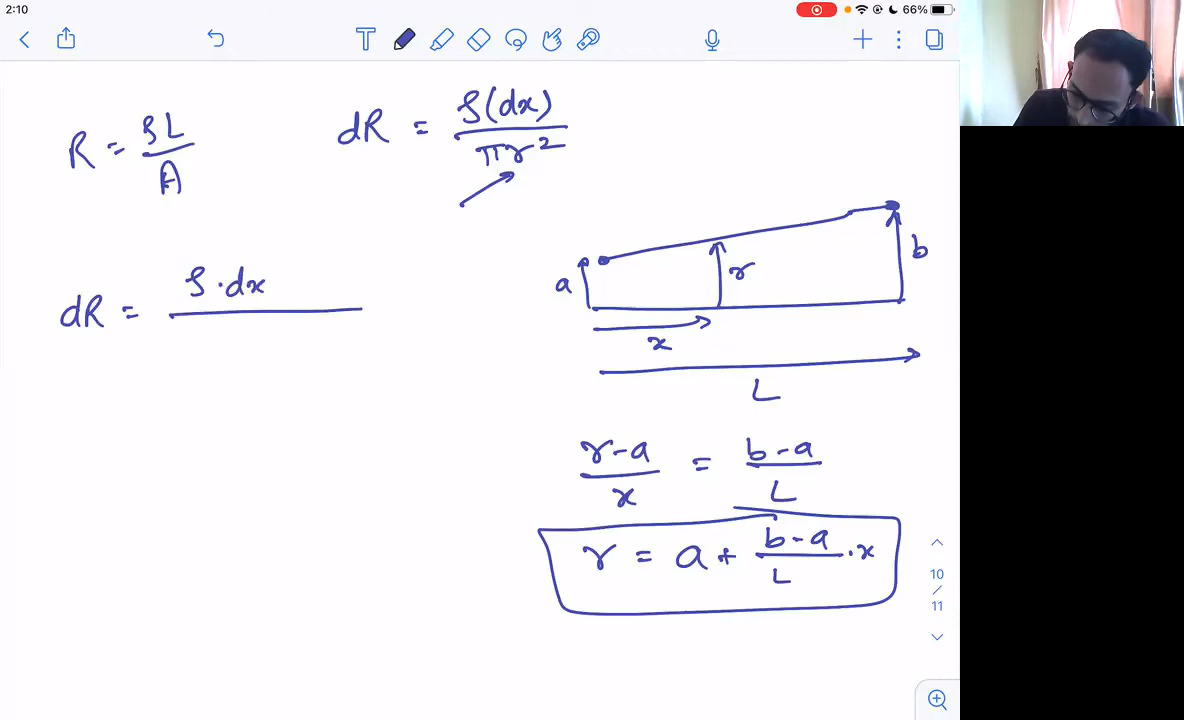 2:10 66%
R = ρL/A
dR = ρ(dx)/πr²
dR = ρ·dx
a
r
b
x
L
r-a/x = b-a/L
r = a + b-a/L · x
10
/
11